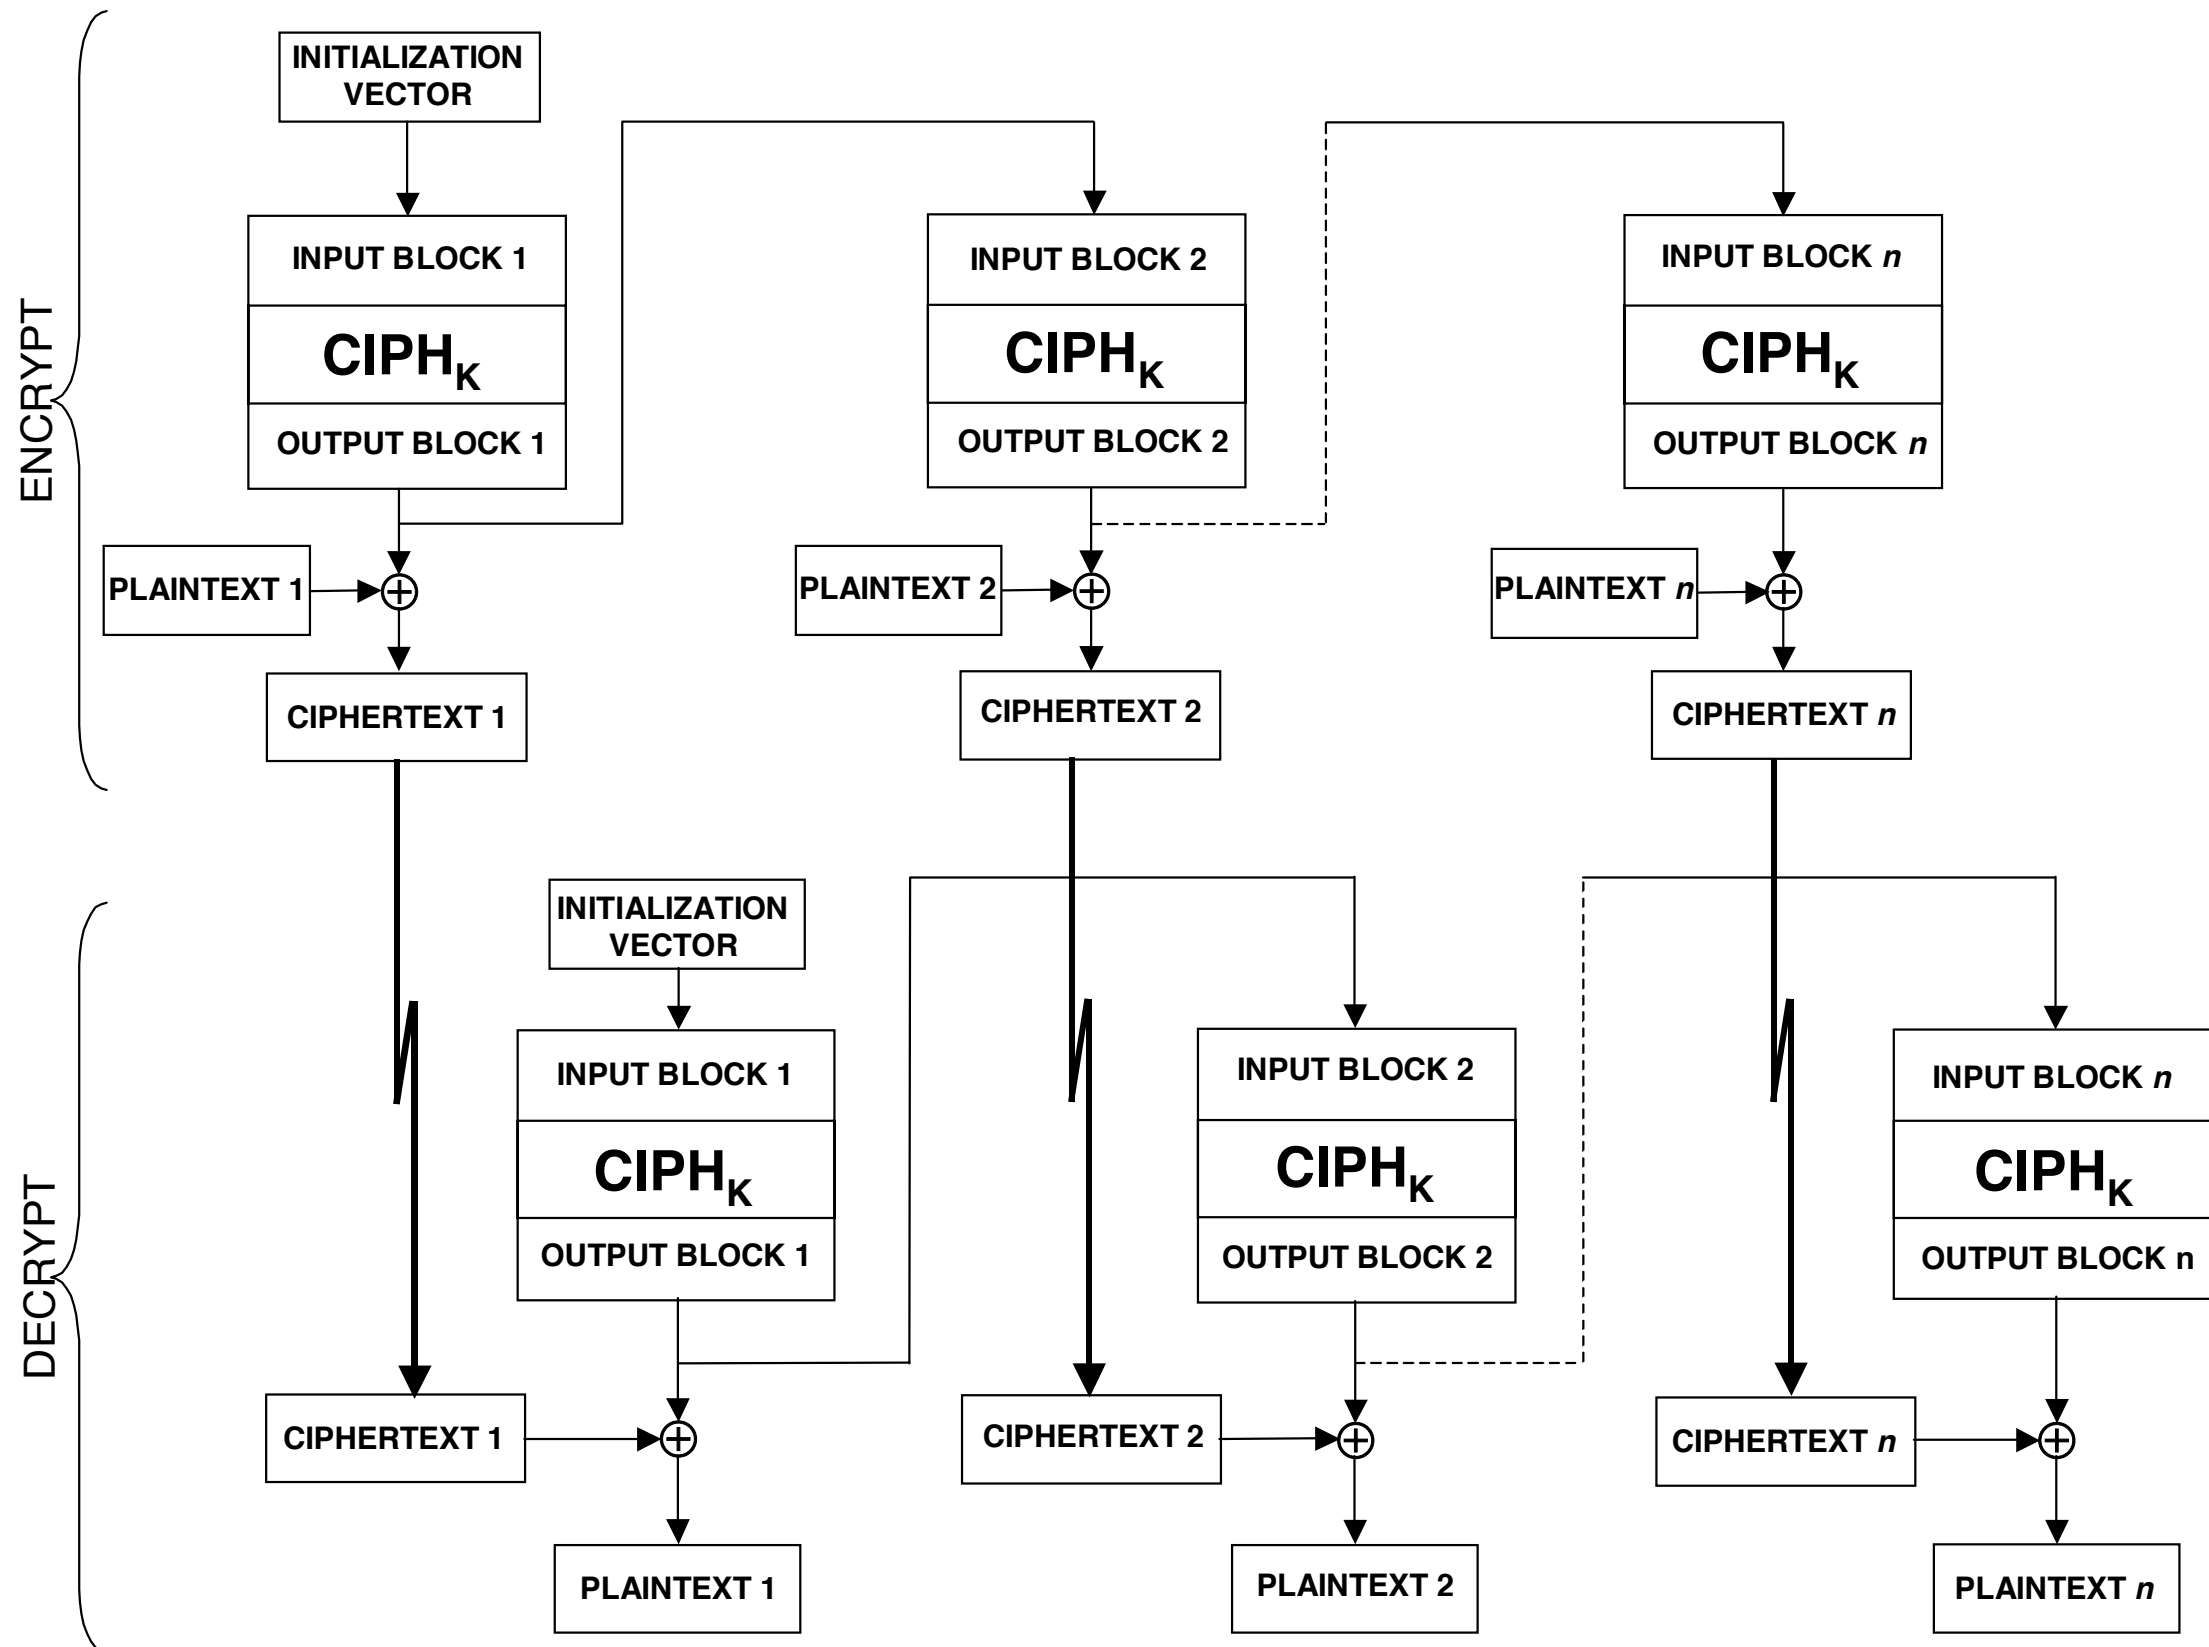 ENCRYPT
INITIALIZATION
VECTOR
INPUT BLOCK 1
CIPHK
OUTPUT BLOCK 1
PLAINTEXT 1
CIPHERTEXT 1
INPUT BLOCK 2
CIPHK
OUTPUT BLOCK 2
PLAINTEXT 2
CIPHERTEXT 2
INPUT BLOCK n
CIPHK
OUTPUT BLOCK n
PLAINTEXT n
CIPHERTEXT n
DECRYPT
INITIALIZATION
VECTOR
INPUT BLOCK 1
CIPHK
OUTPUT BLOCK 1
CIPHERTEXT 1
PLAINTEXT 1
INPUT BLOCK 2
CIPHK
OUTPUT BLOCK 2
CIPHERTEXT 2
PLAINTEXT 2
INPUT BLOCK n
CIPHK
OUTPUT BLOCK n
CIPHERTEXT n
PLAINTEXT n